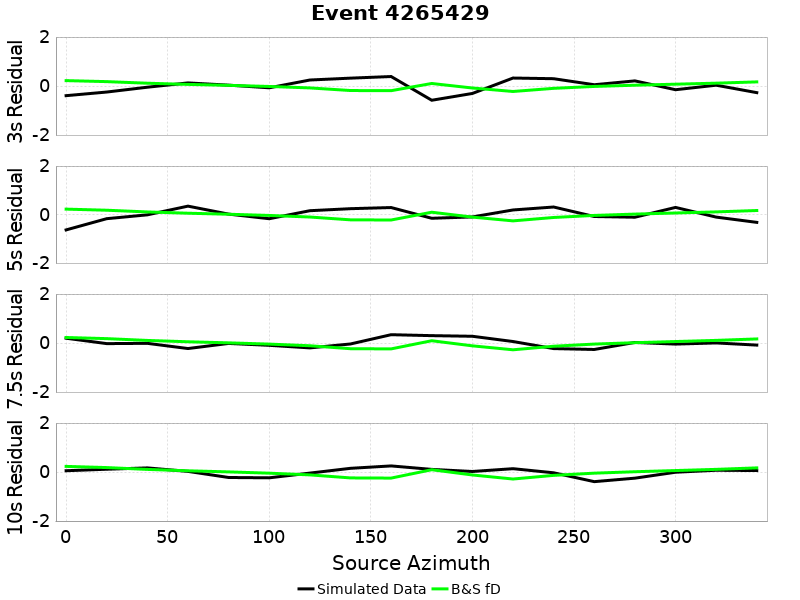 Event 4265429
3s Residual
2
0
-2
5s Residual
2
0
-2
7.5s Residual
2
0
-2
10s Residual
2
0
-2
0 50 100 150 200 250 300
Source Azimuth
Simulated Data B&S fD